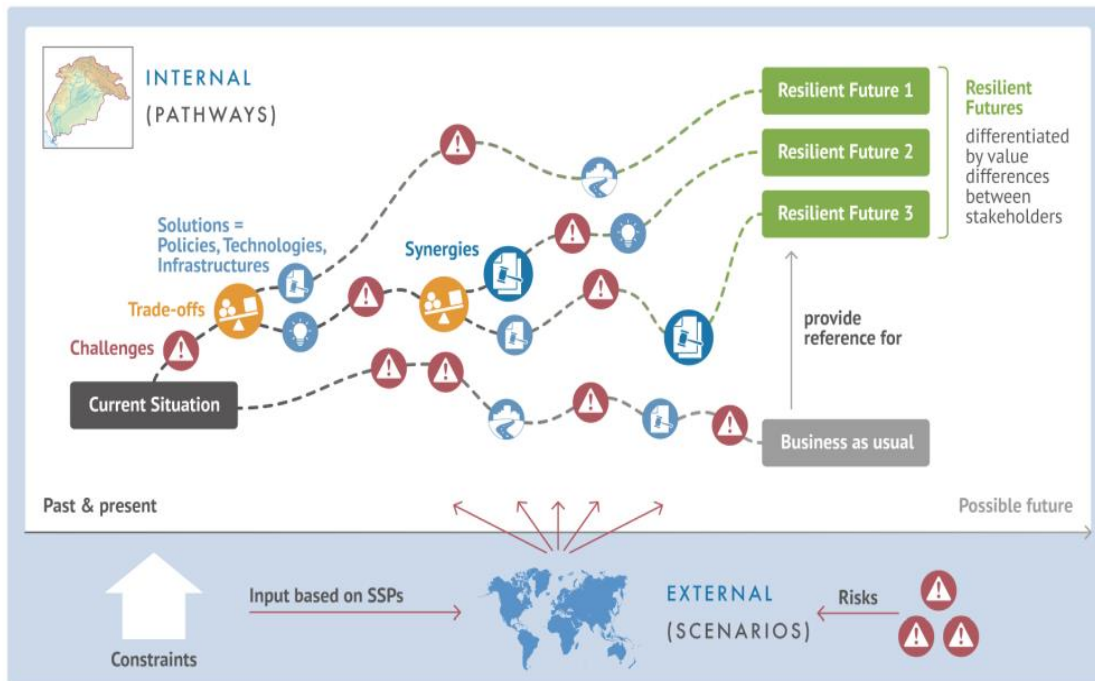 INTERNAL
(PATHWAYS)
Solutions =
Policies, Technologies,
Infrastructures
Trade-offs
Challenges
Current Situation
Synergies
Resilient Future 1
Resilient Future 2
Resilient Future 3
Resilient
Futures
differentiated
by value
differences
between
stakeholders
provide
reference for
Business as usual
Past & present
Possible future
Constraints
Input based on SSPs
EXTERNAL
(SCENARIOS)
Risks